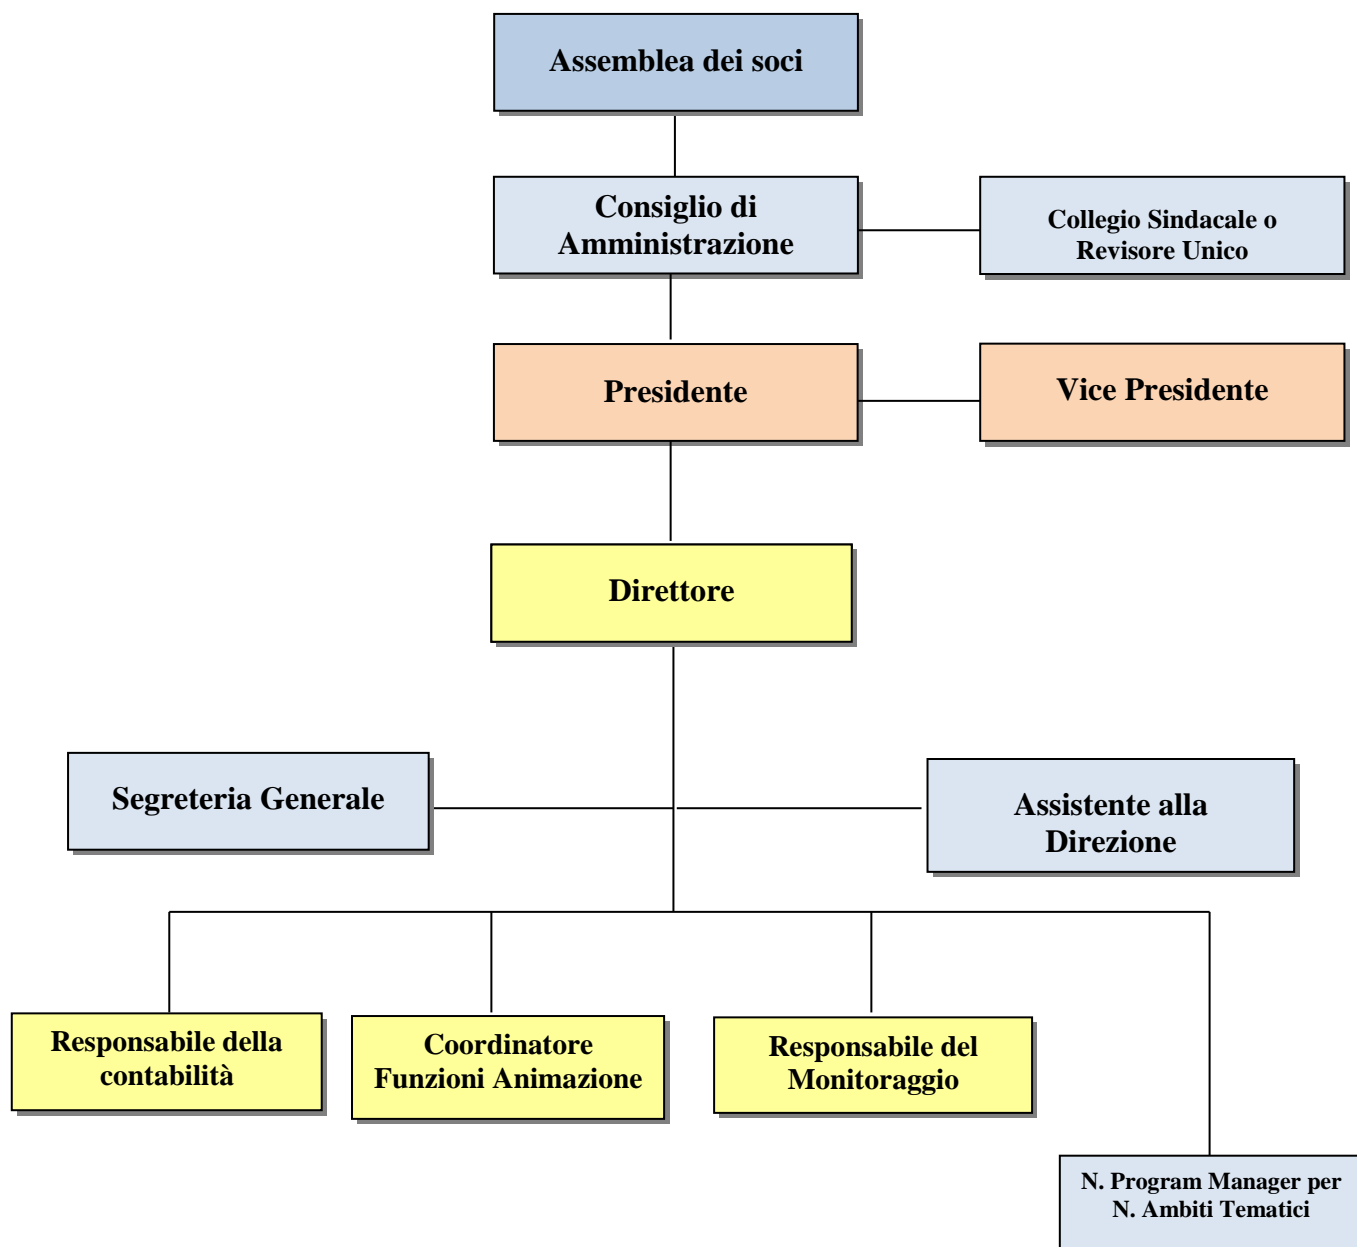 Assemblea dei soci
Consiglio di
Amministrazione
Collegio Sindacale o
Revisore Unico
Presidente
Vice Presidente
Direttore
Segreteria Generale
Assistente alla
Direzione
Responsabile della
contabilità
Coordinatore
Funzioni Animazione
Responsabile del
Monitoraggio
N. Program Manager per
N. Ambiti Tematici